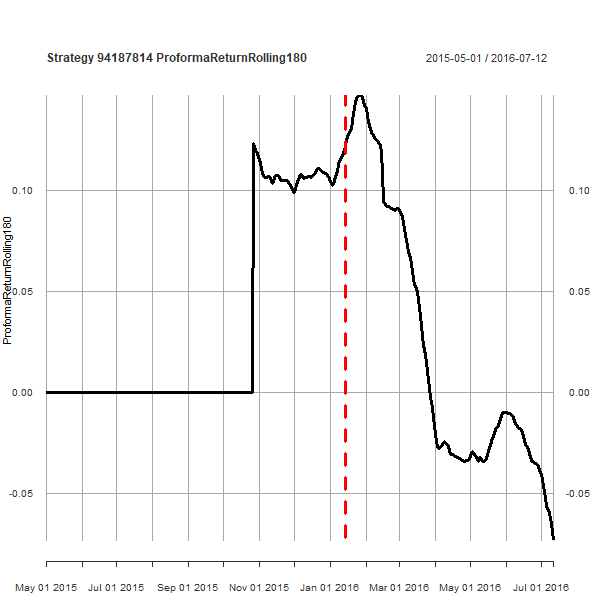 Strategy 94187814 ProformaReturnRolling180
2015-05-01 / 2016-07-12
ProformaReturnRolling180
0.10 0.10
0.05 0.05
0.00 0.00
-0.05 -0.05
May 01 2015 Jul 01 2015 Sep 01 2015 Nov 01 2015 Jan 01 2016 Mar 01 2016 May 01 2016 Jul 01 2016